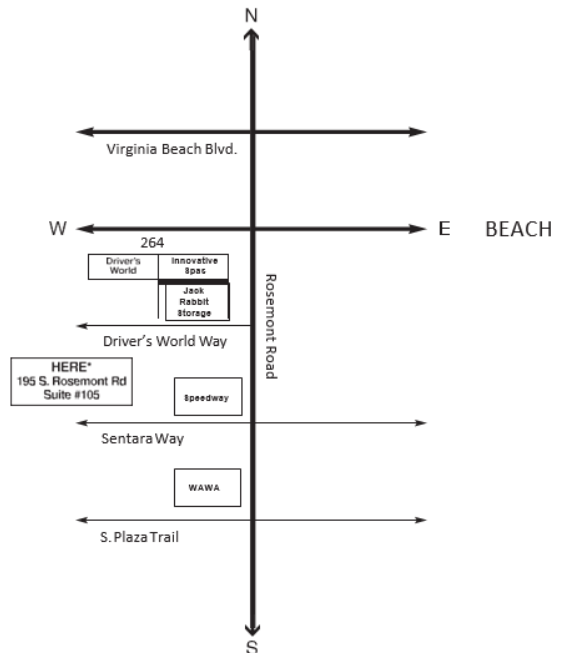 N
Virginia Beach Blvd.
W
E BEACH
264
Driver's
World
Innovative
Spas
Jack
Rabbit
Storage
Rosemont Road
Driver's World Way
HERE*
195 S. Rosemont Rd
Suite #105
Speedway
Sentara Way
WAWA
S. Plaza Trail
S